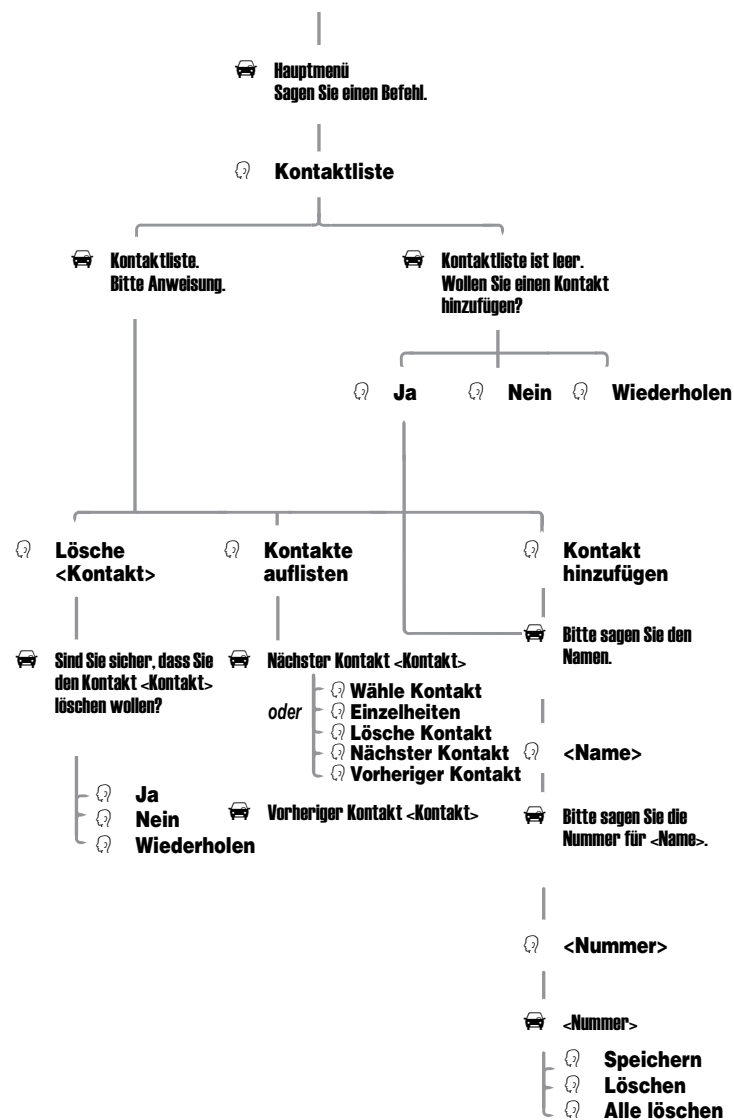 Hauptmenü
Sagen Sie einen Befehl.
Kontaktliste
Kontaktliste.
Bitte Anweisung.
Kontaktliste ist leer.
Wollen Sie einen Kontakt
hinzufügen?
Ja
Nein
Wiederholen
Lösche
<Kontakt>
Kontakte
auflisten
Kontakt
hinzufügen
Sind Sie sicher, dass Sie
den Kontakt <Kontakt>
löschen wollen?
Ja
Nein
Wiederholen
Nächster Kontakt <Kontakt>
oder
Wähle Kontakt
Einzelheiten
Lösche Kontakt
Nächster Kontakt
Vorheriger Kontakt
Vorheriger Kontakt <Kontakt>
Bitte sagen Sie den
Namen.
<Name>
Bitte sagen Sie die
Nummer für <Name>.
<Nummer>
<Nummer>
Speichern
Löschen
Alle löschen